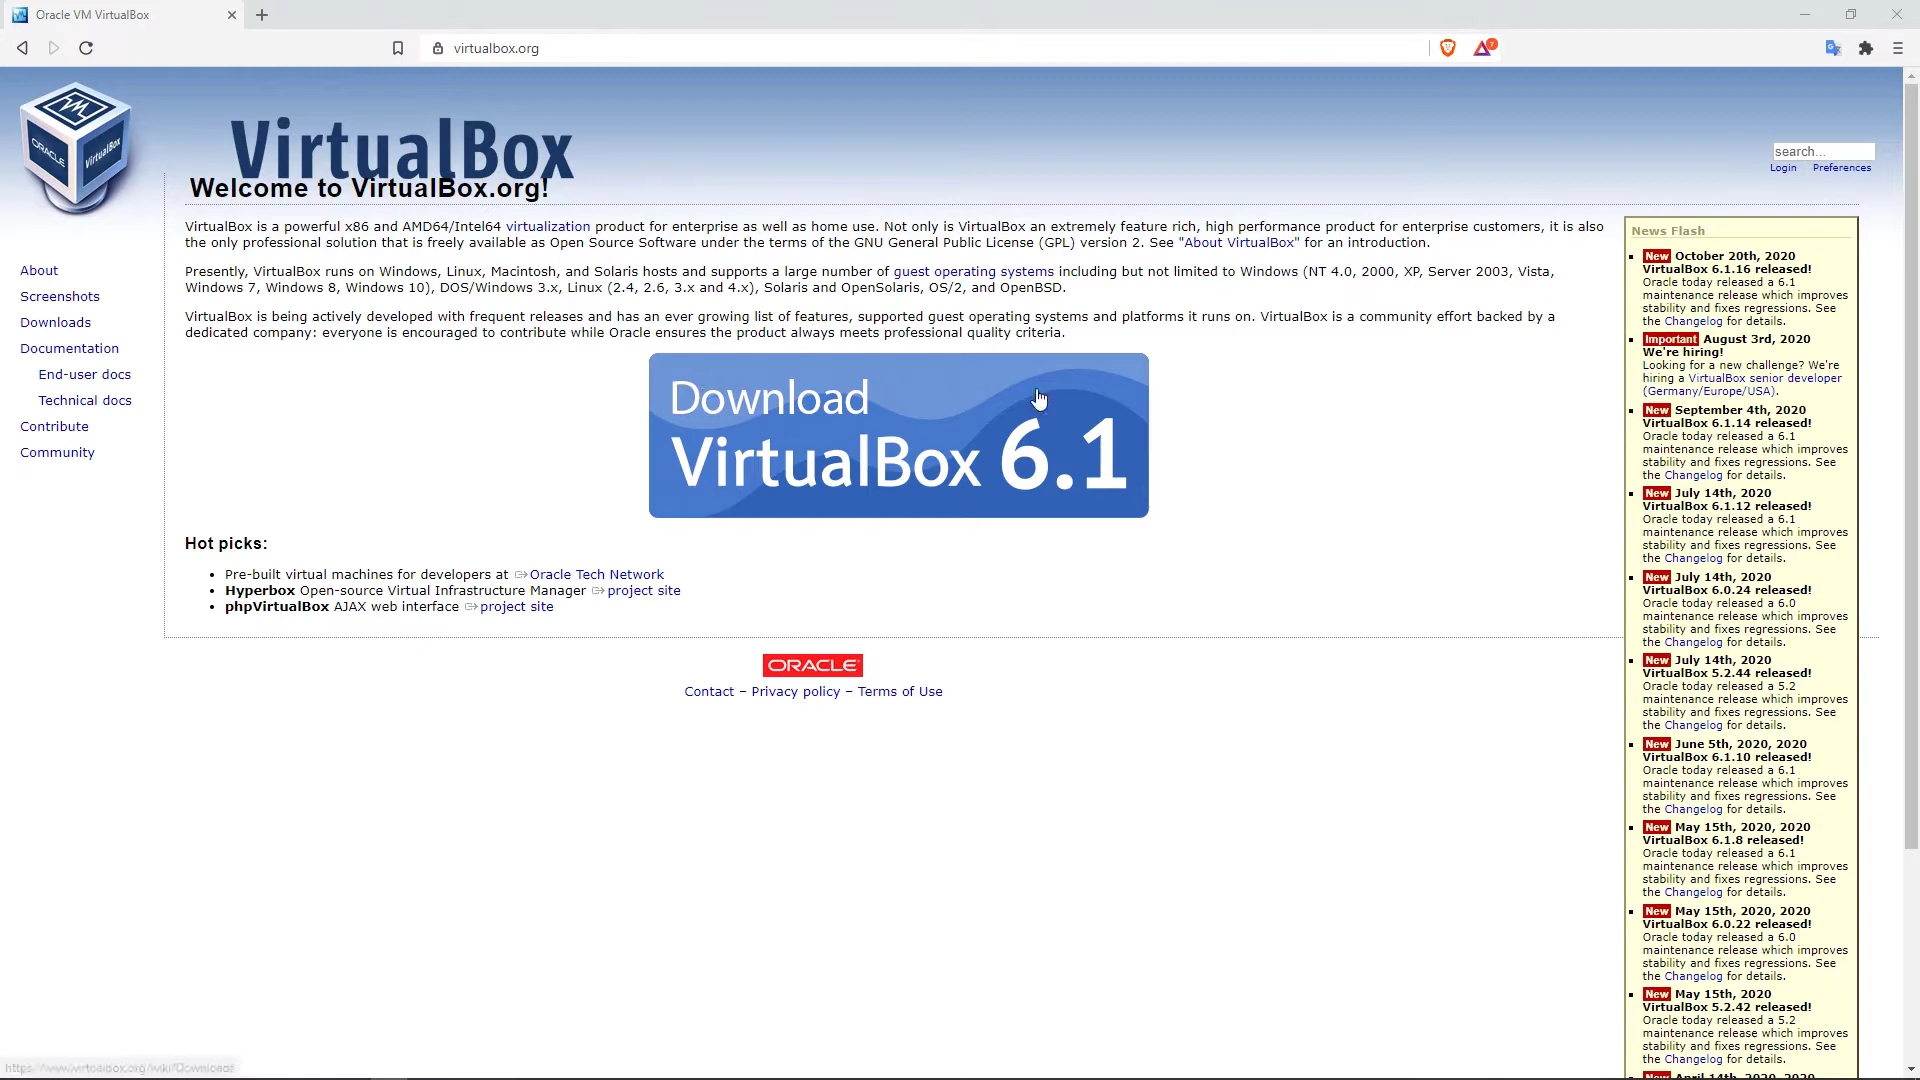 Oracle VM VirtualBox
virtualbox.org
7
ORACLE
VirtualBox
VirtualBox
Welcome to VirtualBox.org!
search...
Login Preferences
VirtualBox is a powerful x86 and AMD64/Intel64 virtualization product for enterprise as well as home use. Not only is VirtualBox an extremely feature rich, high performance product for enterprise customers, it is also
the only professional solution that is freely available as Open Source Software under the terms of the GNU General Public License (GPL) version 2. See "About VirtualBox" for an introduction.
Presently, VirtualBox runs on Windows, Linux, Macintosh, and Solaris hosts and supports a large number of guest operating systems including but not limited to Windows (NT 4.0, 2000, XP, Server 2003, Vista,
Windows 7, Windows 8, Windows 10), DOS/Windows 3.x, Linux (2.4, 2.6, 3.x and 4.x), Solaris and OpenSolaris, OS/2, and OpenBSD.
VirtualBox is being actively developed with frequent releases and has an ever growing list of features, supported guest operating systems and platforms it runs on. VirtualBox is a community effort backed by a
dedicated company: everyone is encouraged to contribute while Oracle ensures the product always meets professional quality criteria.
About
Screenshots
Downloads
Documentation
End-user docs
Technical docs
Contribute
Community
Download
VirtualBox 6.1
Hot picks:
Pre-built virtual machines for developers at Oracle Tech Network
Hyperbox Open-source Virtual Infrastructure Manager project site
phpVirtualBox AJAX web interface project site
ORACLE
Contact – Privacy policy – Terms of Use
News Flash
New October 20th, 2020
VirtualBox 6.1.16 released!
Oracle today released a 6.1
maintenance release which improves
stability and fixes regressions. See
the Changelog for details.
Important August 3rd, 2020
We're hiring!
Looking for a new challenge? We're
hiring a VirtualBox senior developer
(Germany/Europe/USA).
New September 4th, 2020
VirtualBox 6.1.14 released!
Oracle today released a 6.1
maintenance release which improves
stability and fixes regressions. See
the Changelog for details.
New July 14th, 2020
VirtualBox 6.1.12 released!
Oracle today released a 6.1
maintenance release which improves
stability and fixes regressions. See
the Changelog for details.
New July 14th, 2020
VirtualBox 6.0.24 released!
Oracle today released a 6.0
maintenance release which improves
stability and fixes regressions. See
the Changelog for details.
New July 14th, 2020
VirtualBox 5.2.44 released!
Oracle today released a 5.2
maintenance release which improves
stability and fixes regressions. See
the Changelog for details.
New June 5th, 2020, 2020
VirtualBox 6.1.10 released!
Oracle today released a 6.1
maintenance release which improves
stability and fixes regressions. See
the Changelog for details.
New May 15th, 2020, 2020
VirtualBox 6.1.8 released!
Oracle today released a 6.1
maintenance release which improves
stability and fixes regressions. See
the Changelog for details.
New May 15th, 2020, 2020
VirtualBox 6.0.22 released!
Oracle today released a 6.0
maintenance release which improves
stability and fixes regressions. See
the Changelog for details.
New May 15th, 2020
VirtualBox 5.2.42 released!
Oracle today released a 5.2
maintenance release which improves
stability and fixes regressions. See
the Changelog for details.
New April 14th, 2020, 2020
https://www.virtualbox.org/wiki/Downloads